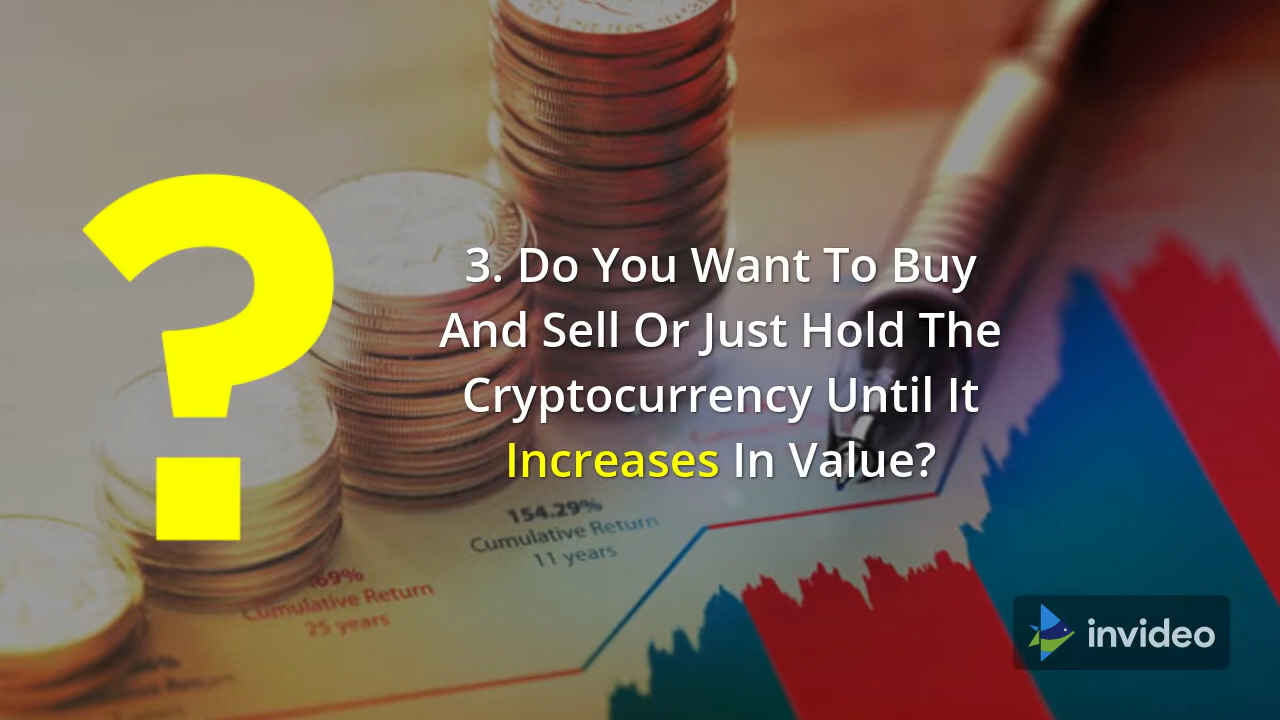 ?
3. Do You Want To Buy
And Sell Or Just Hold The
Cryptocurrency Until It
Increases In Value?
154.29%
Cumulative Return
11 years
69%
Cumulative Return
25 years
invideo